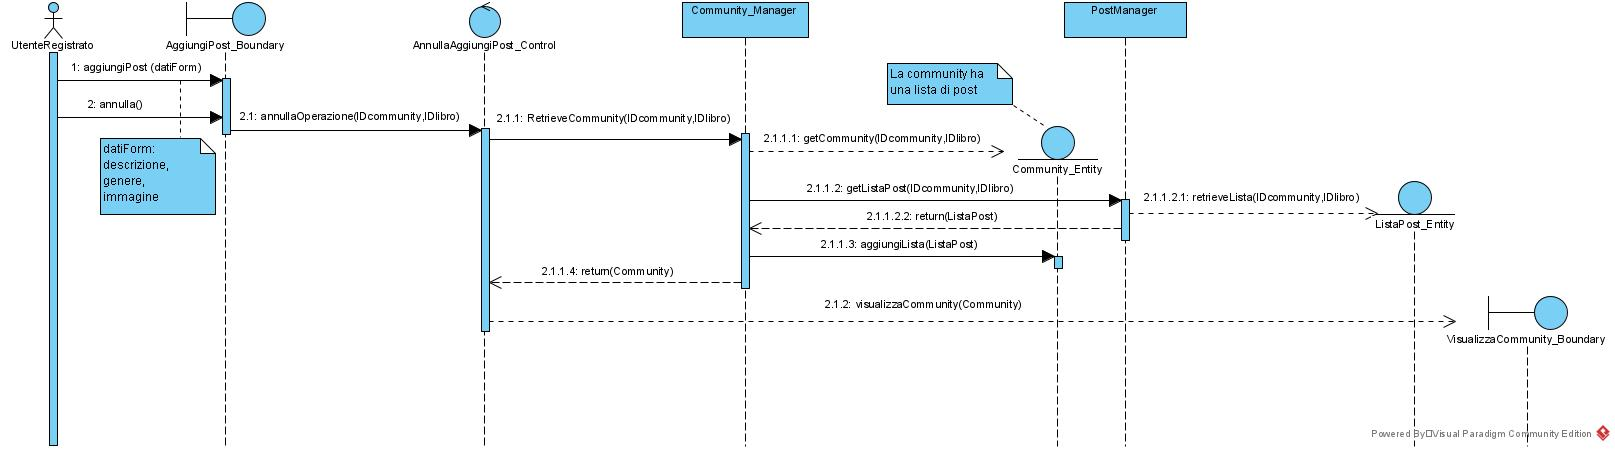 UtenteRegistrato
AggiungiPost_Boundary
AnnullaAggiungiPost_Control
Community_Manager
PostManager
1: aggiungiPost (datiForm)
2: annulla()
datiForm:
descrizione,
genere,
immagine
2.1: annullaOperazione(IDcommunity,IDlibro)
2.1.1: RetrieveCommunity(IDcommunity,IDlibro)
La community ha
una lista di post
2.1.1.1: getCommunity(IDcommunity,IDlibro)
Community_Entity
2.1.1.2: getListaPost(IDcommunity,IDlibro)
2.1.1.2.1: retrieveLista(IDcommunity,IDlibro)
ListaPost_Entity
2.1.1.2.2: return(ListaPost)
2.1.1.3: aggiungiLista(ListaPost)
2.1.1.4: return(Community)
2.1.2: visualizzaCommunity(Community)
VisualizzaCommunity_Boundary
Powered By□Visual Paradigm Community Edition